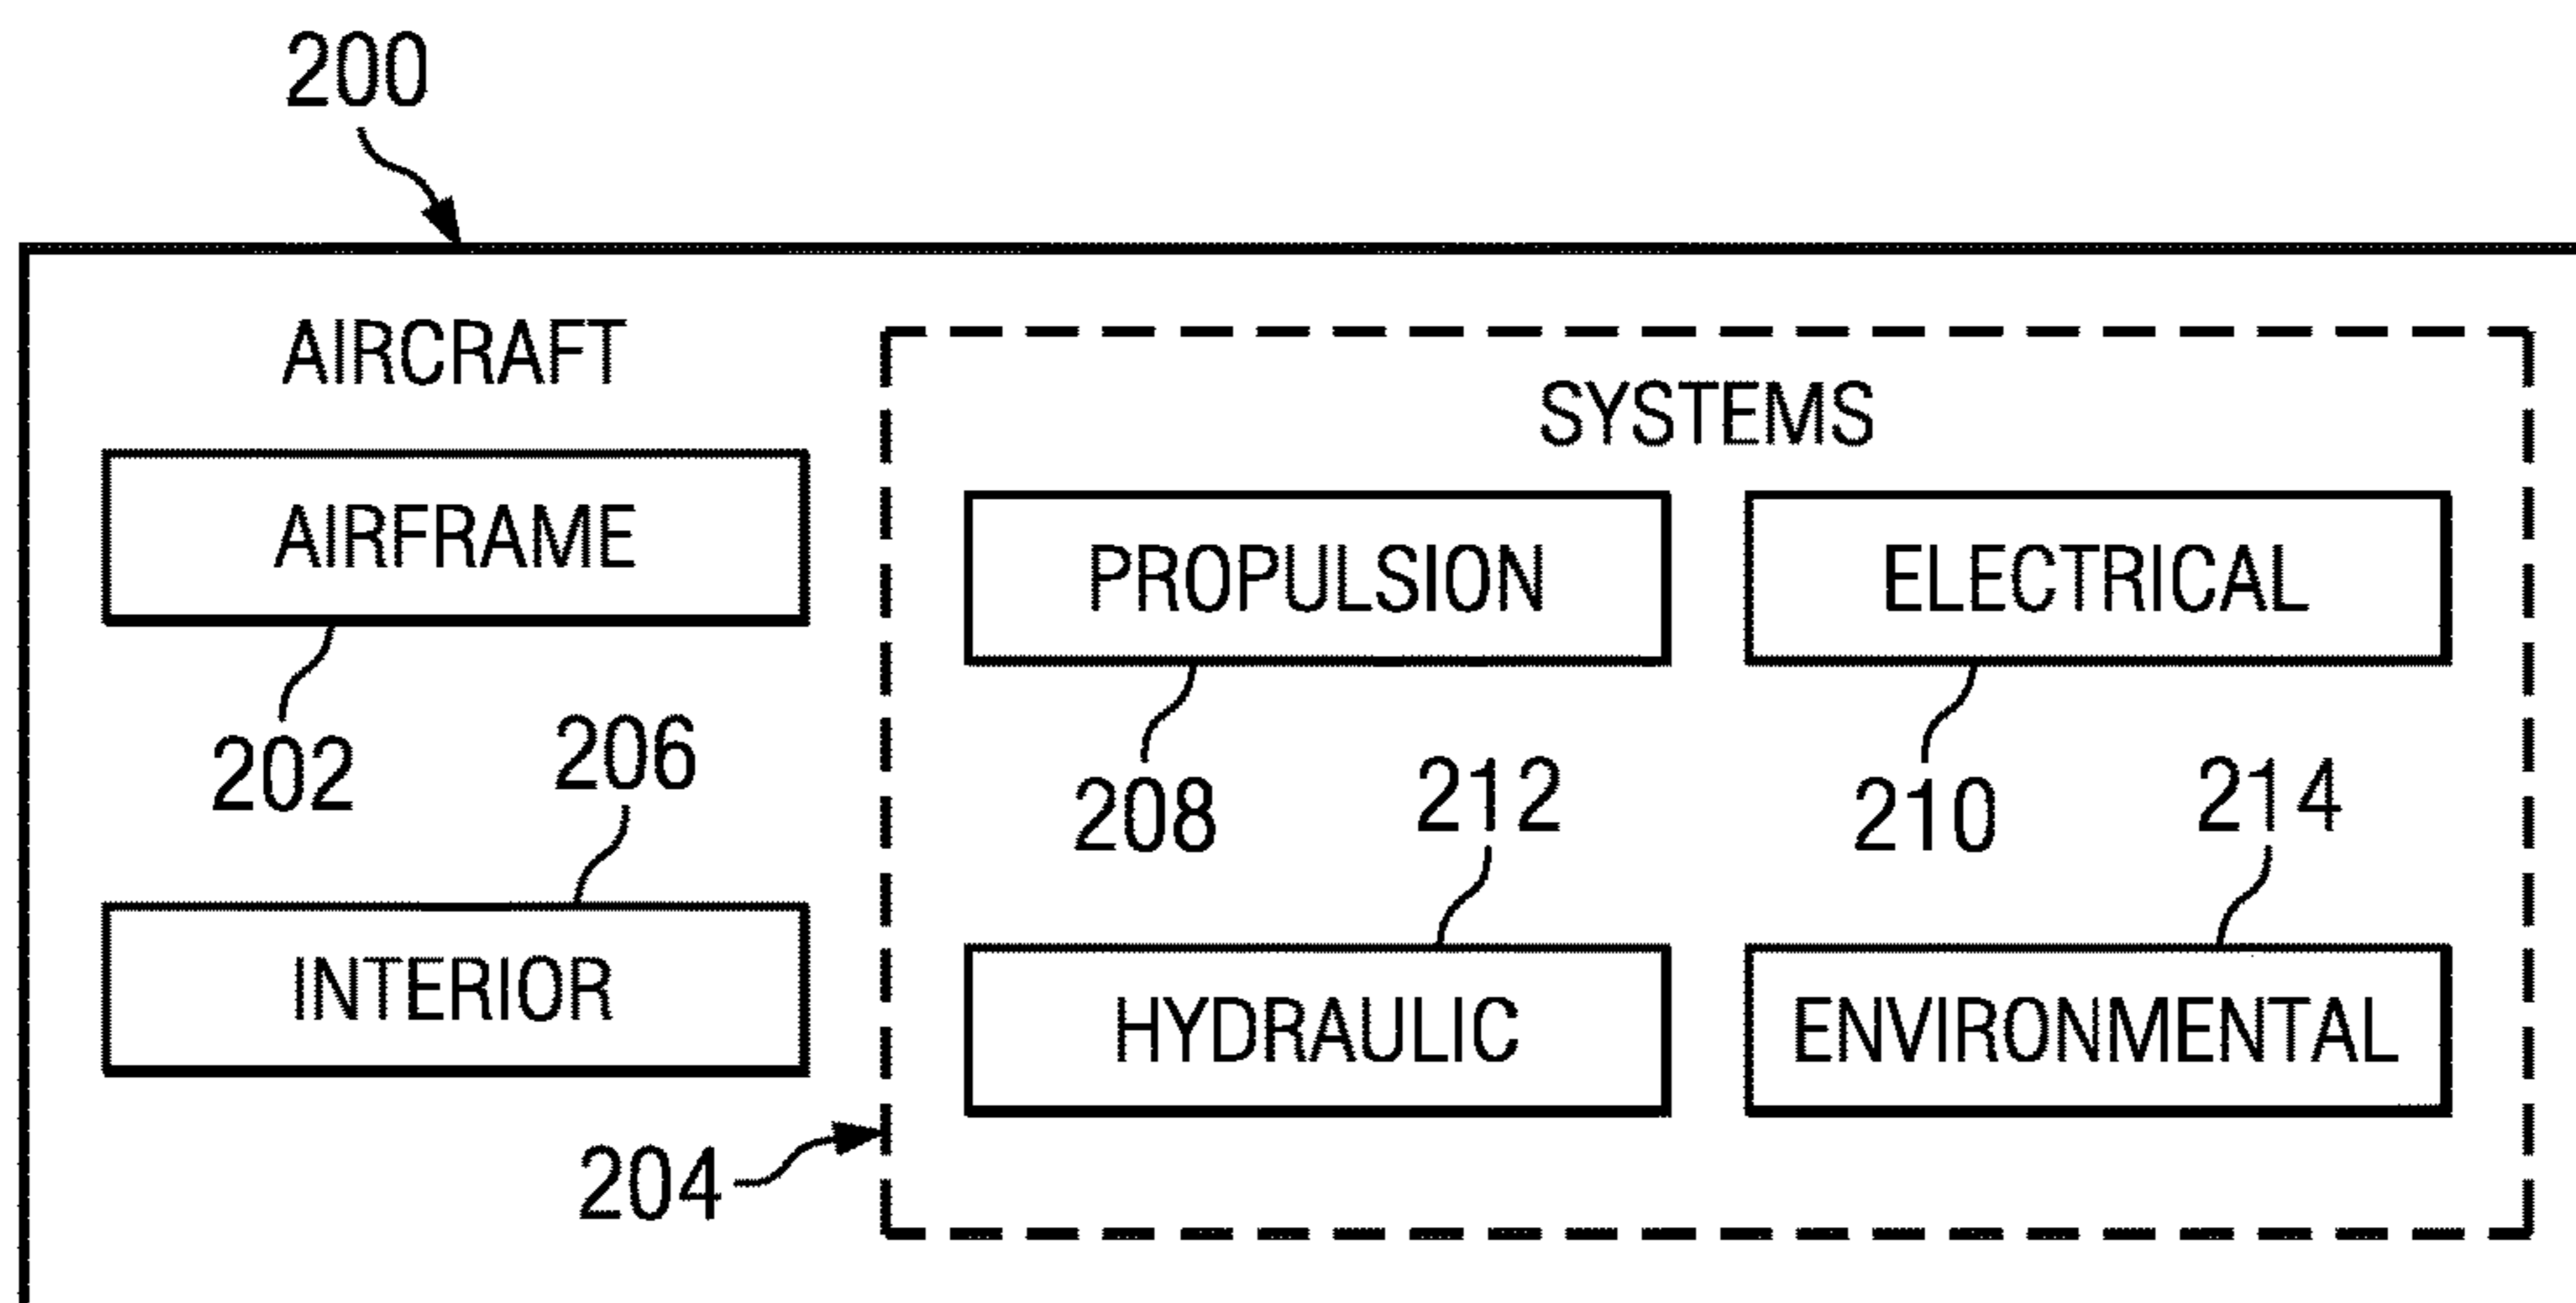 200
AIRCRAFT
SYSTEMS
AIRFRAME
PROPULSION
ELECTRICAL
202
206
208
212
210
214
INTERIOR
HYDRAULIC
ENVIRONMENTAL
204